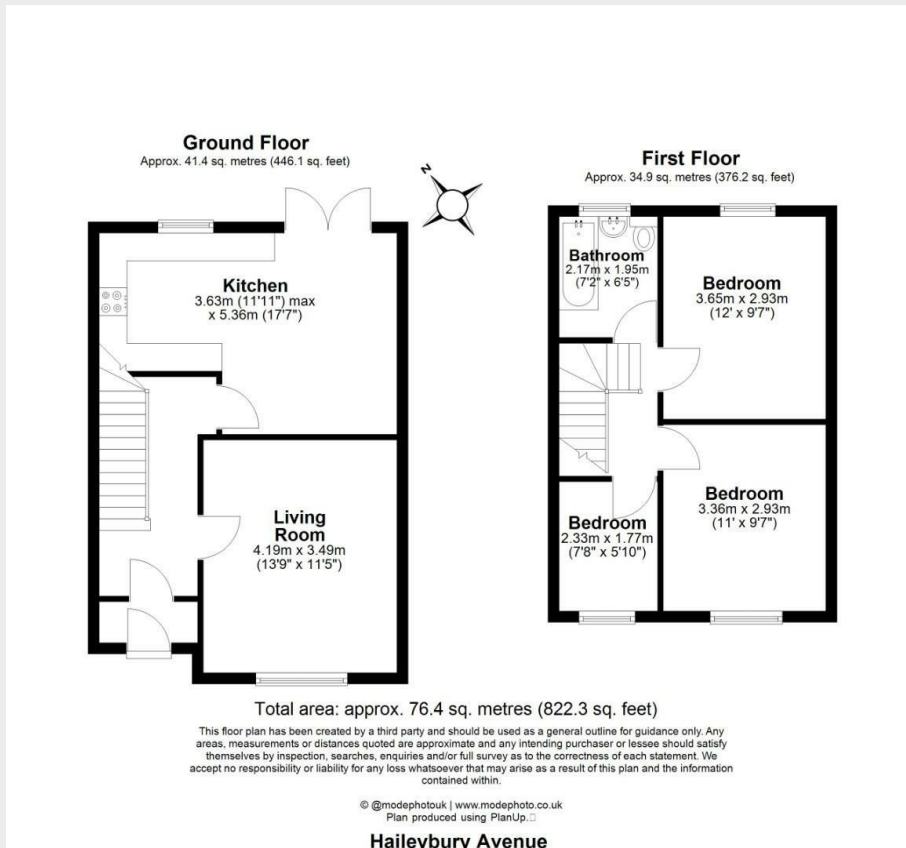 Ground Floor
Approx. 41.4 sq. metres (446.1 sq. feet)
N
Kitchen
3.63m (11'11") max
x 5.36m (17'7")
Living
Room
4.19m x 3.49m
(13'9" x 11'5")
First Floor
Approx. 34.9 sq. metres (376.2 sq. feet)
Bathroom
2.17m x 1.95m
(7'2" x 6'5")
Bedroom
3.65m x 2.93m
(12' x 9'7")
Bedroom
3.36m x 2.93m
(11' x 9'7")
Bedroom
2.33m x 1.77m
(7'8" x 5'10")
Total area: approx. 76.4 sq. metres (822.3 sq. feet)
This floor plan has been created by a third party and should be used as a general outline for guidance only. Any
areas, measurements or distances quoted are approximate and any intending purchaser or lessee should satisfy
themselves by inspection, searches, enquiries and/or full survey as to the correctness of each statement. We
accept no responsibility or liability for any loss whatsoever that may arise as a result of this plan and the information
contained within.
© @modephotouk | www.modephoto.co.uk
Plan produced using PlanUp.□
Haileybury Avenue